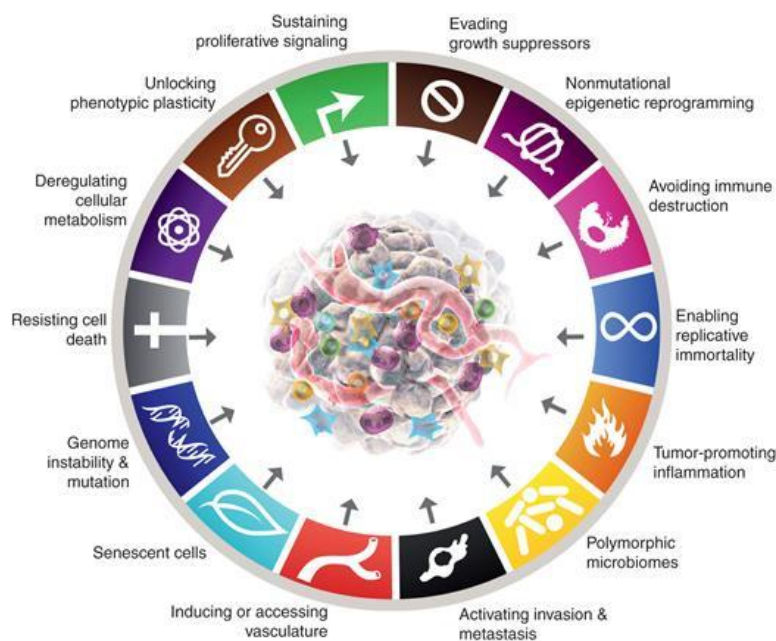 Sustaining
proliferative signaling
Evading
growth suppressors
Nonmutational
epigenetic reprogramming
Avoiding immune
destruction
Enabling
replicative
immortality
Tumor-promoting
inflammation
Polymorphic
microbiomes
Activating invasion &
metastasis
Inducing or accessing
vasculature
Senescent cells
Genome
instability &
mutation
Resisting cell
death
Deregulating
cellular
metabolism
Unlocking
phenotypic plasticity